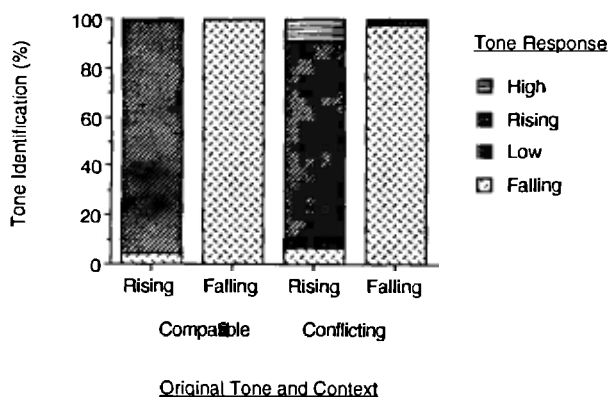 Tone Identification (%)
100
80
60
40
20
0
Rising Falling Rising Falling
Compatible Conflicting
Original Tone and Context
Tone Response
High
Rising
Low
Falling